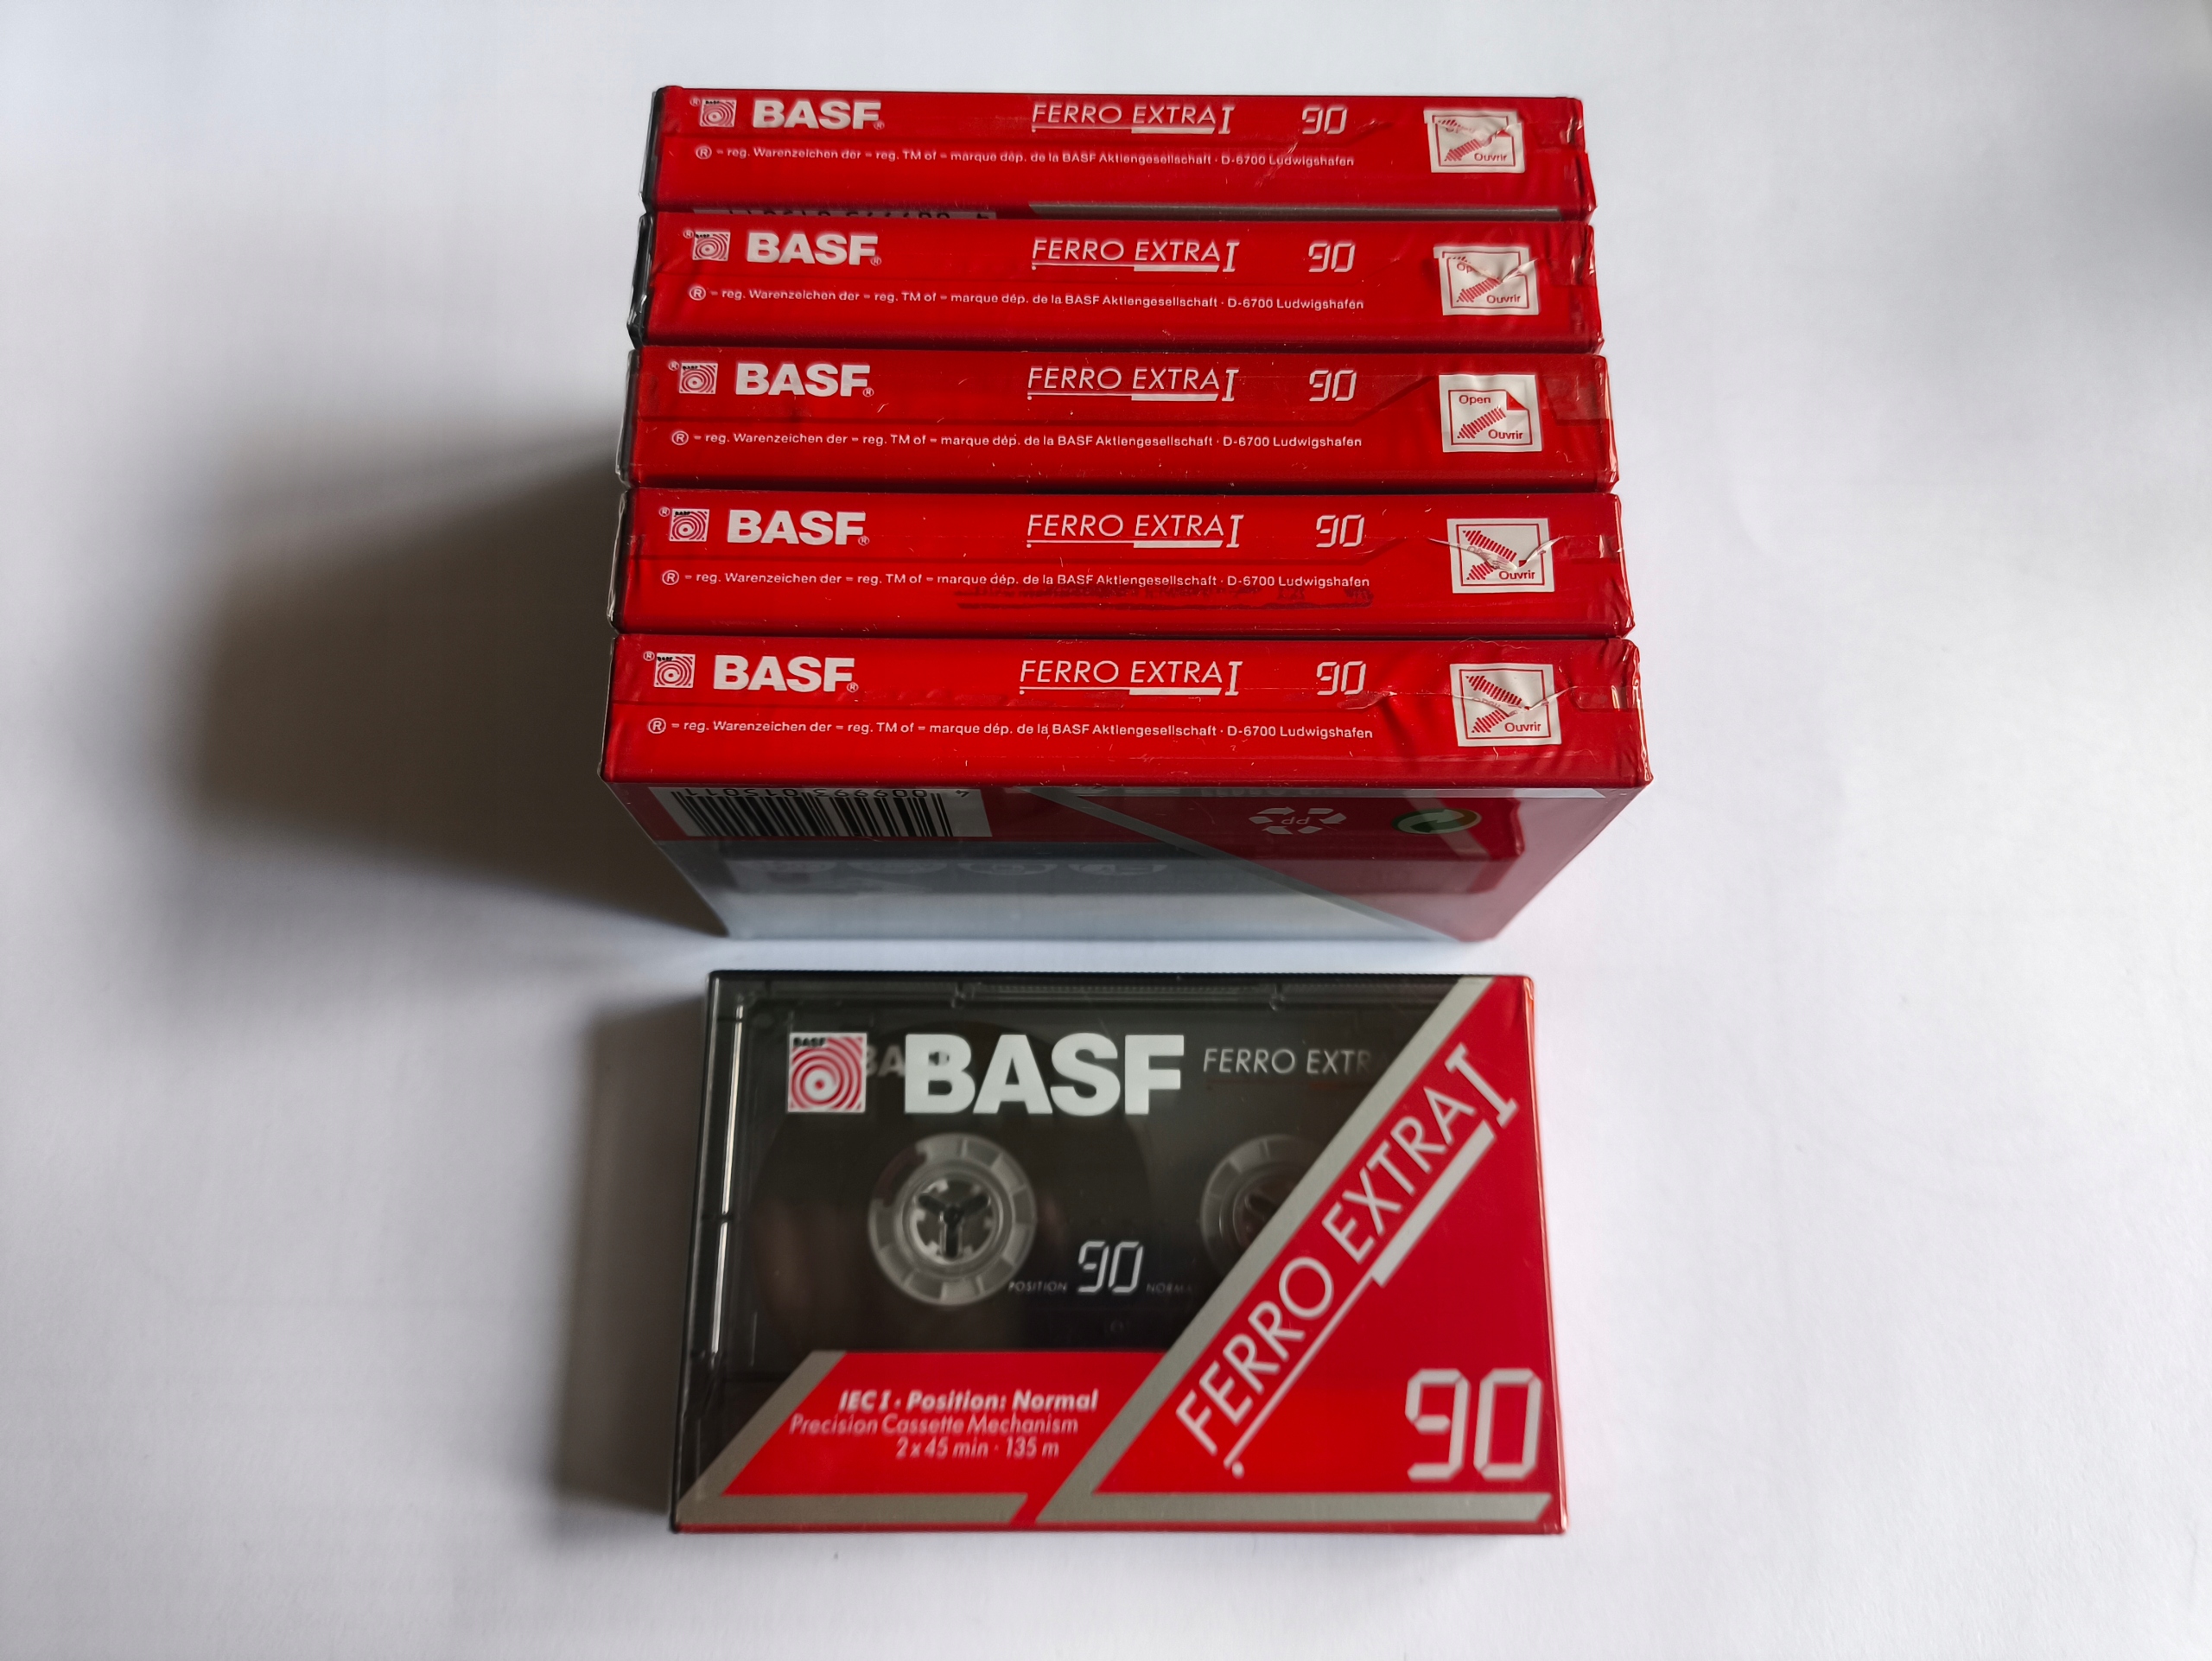 BASF ® FERRO EXTRA I 90
® = reg. Warenzeichen der = reg. TM of = marque dép. de la BASF Aktiengesellschaft · D-6700 Ludwigshafen
Ouvrir
BASF ® FERRO EXTRA I 90
® = reg. Warenzeichen der = reg. TM of = marque dép. de la BASF Aktiengesellschaft · D-6700 Ludwigshafen
Ouvrir
BASF ® FERRO EXTRA I 90
Open
® = reg. Warenzeichen der = reg. TM of = marque dép. de la BASF Aktiengesellschaft · D-6700 Ludwigshafen
Ouvrir
BASF ® FERRO EXTRA I 90
® = reg. Warenzeichen der = reg. TM of = marque dép. de la BASF Aktiengesellschaft · D-6700 Ludwigshafen
Ouvrir
BASF ® FERRO EXTRA I 90
® = reg. Warenzeichen der = reg. TM of = marque dép. de la BASF Aktiengesellschaft · D-6700 Ludwigshafen
Ouvrir
4 009993 015011
PP
BASF
BASF FERRO EXTR
FERRO EXTRA I
POSITION 90 NORMA
90
IEC I · Position: Normal
Precision Cassette Mechanism
2 x 45 min · 135 m